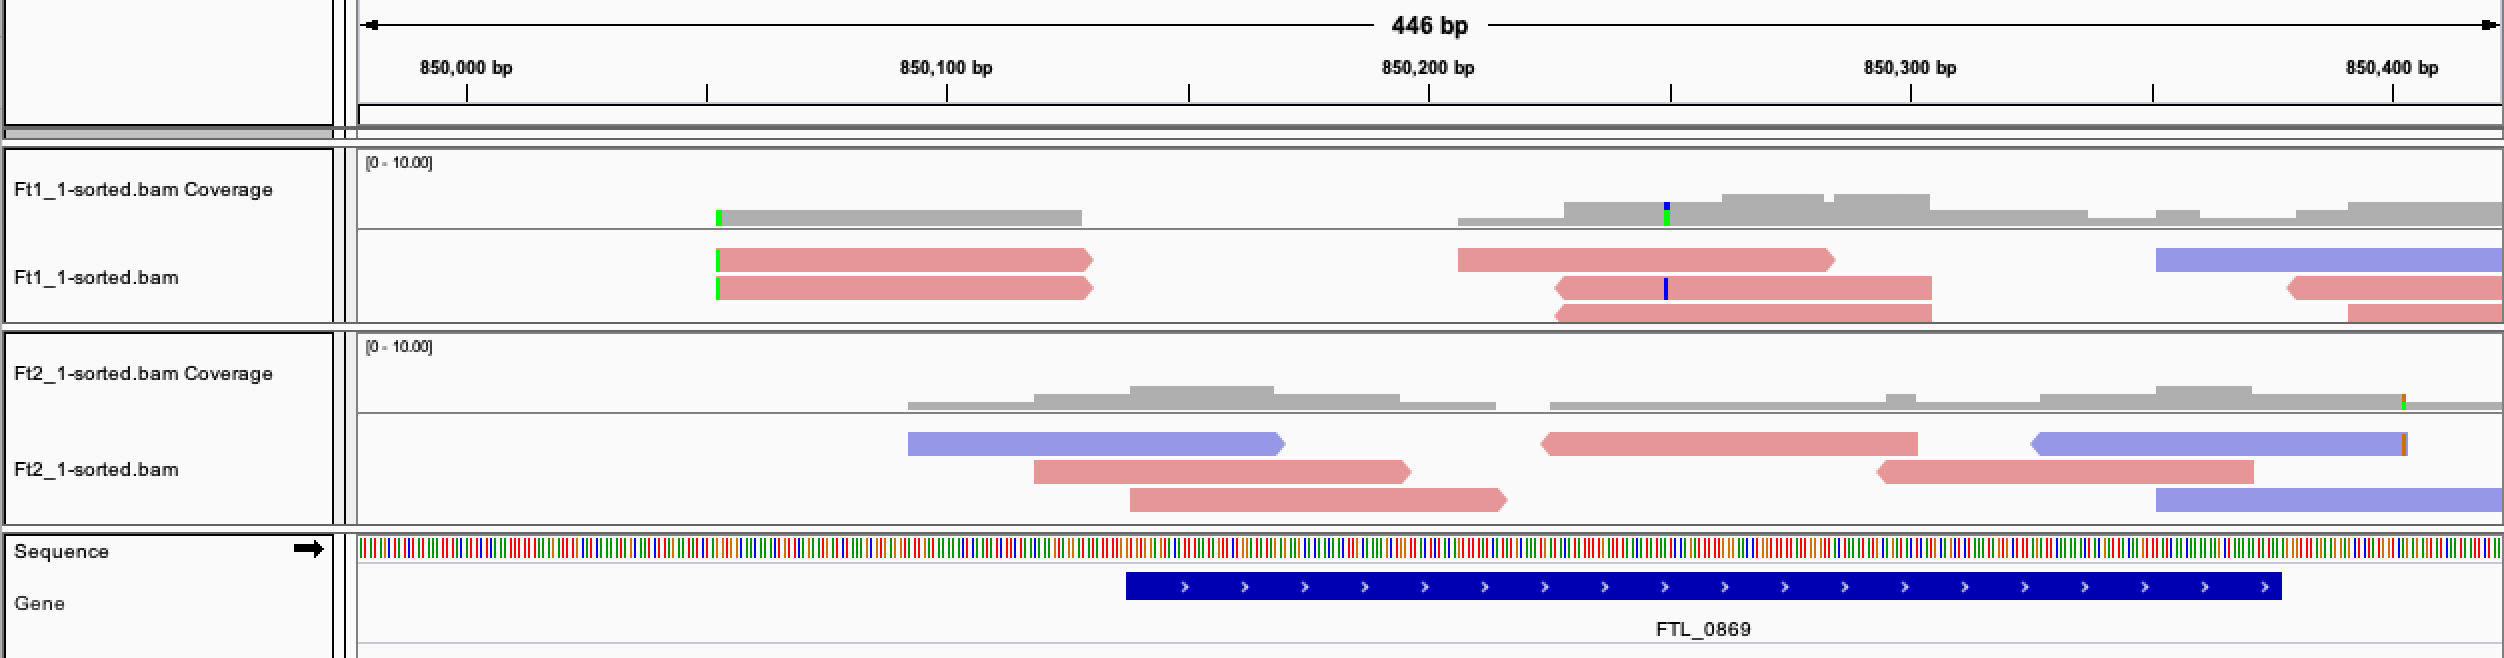 446 bp
850,000 bp 850,100 bp 850,200 bp 850,300 bp 850,400 bp
[0 - 10.00]
Ft1_1-sorted.bam Coverage
Ft1_1-sorted.bam
[0 - 10.00]
Ft2_1-sorted.bam Coverage
Ft2_1-sorted.bam
Sequence
Gene
FTL_0869